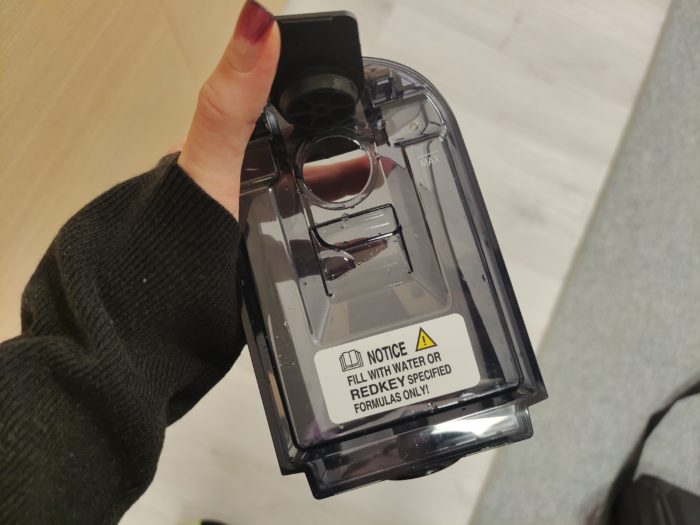 MAX
NOTICE
FILL WITH WATER OR
REDKEY SPECIFIED
FORMULAS ONLY!